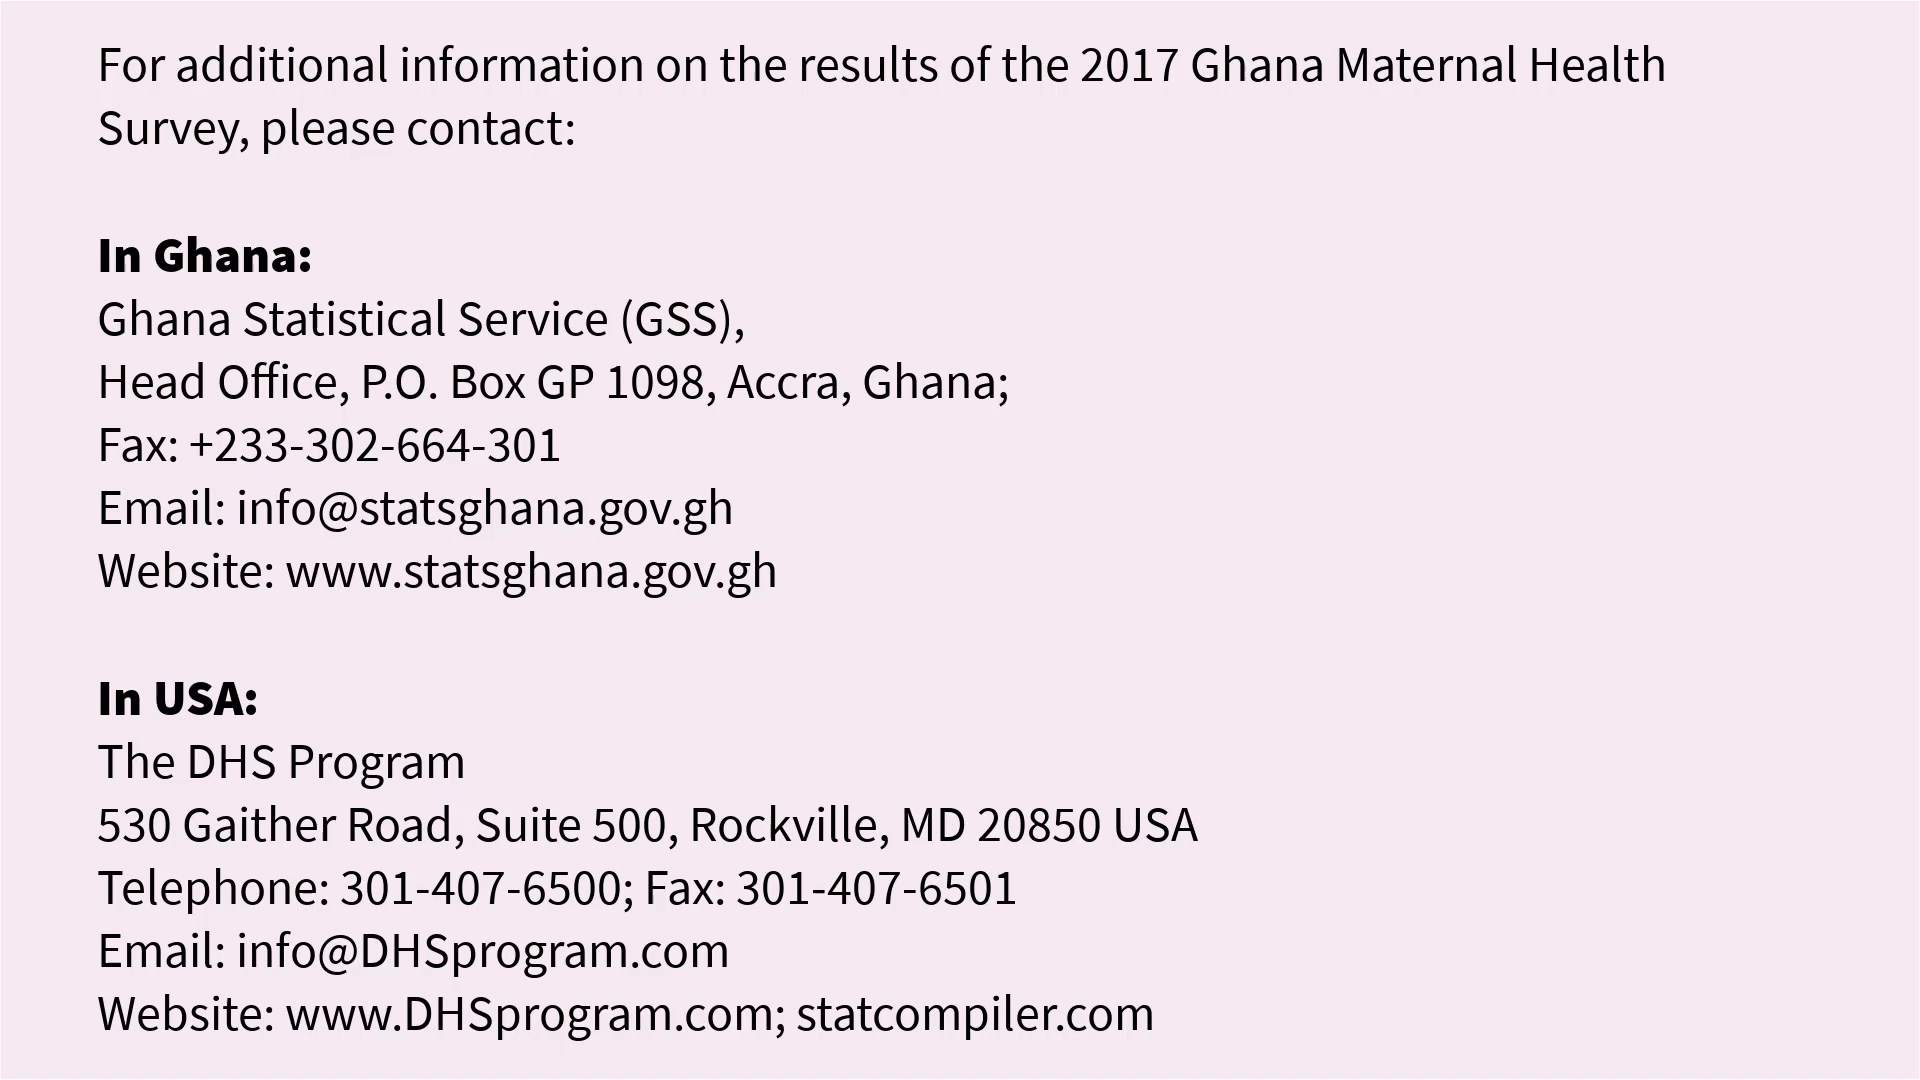 For additional information on the results of the 2017 Ghana Maternal Health
Survey, please contact:
In Ghana:
Ghana Statistical Service (GSS),
Head Office, P.O. Box GP 1098, Accra, Ghana;
Fax: +233-302-664-301
Email: info@statsghana.gov.gh
Website: www.statsghana.gov.gh
In USA:
The DHS Program
530 Gaither Road, Suite 500, Rockville, MD 20850 USA
Telephone: 301-407-6500; Fax: 301-407-6501
Email: info@DHSprogram.com
Website: www.DHSprogram.com; statcompiler.com